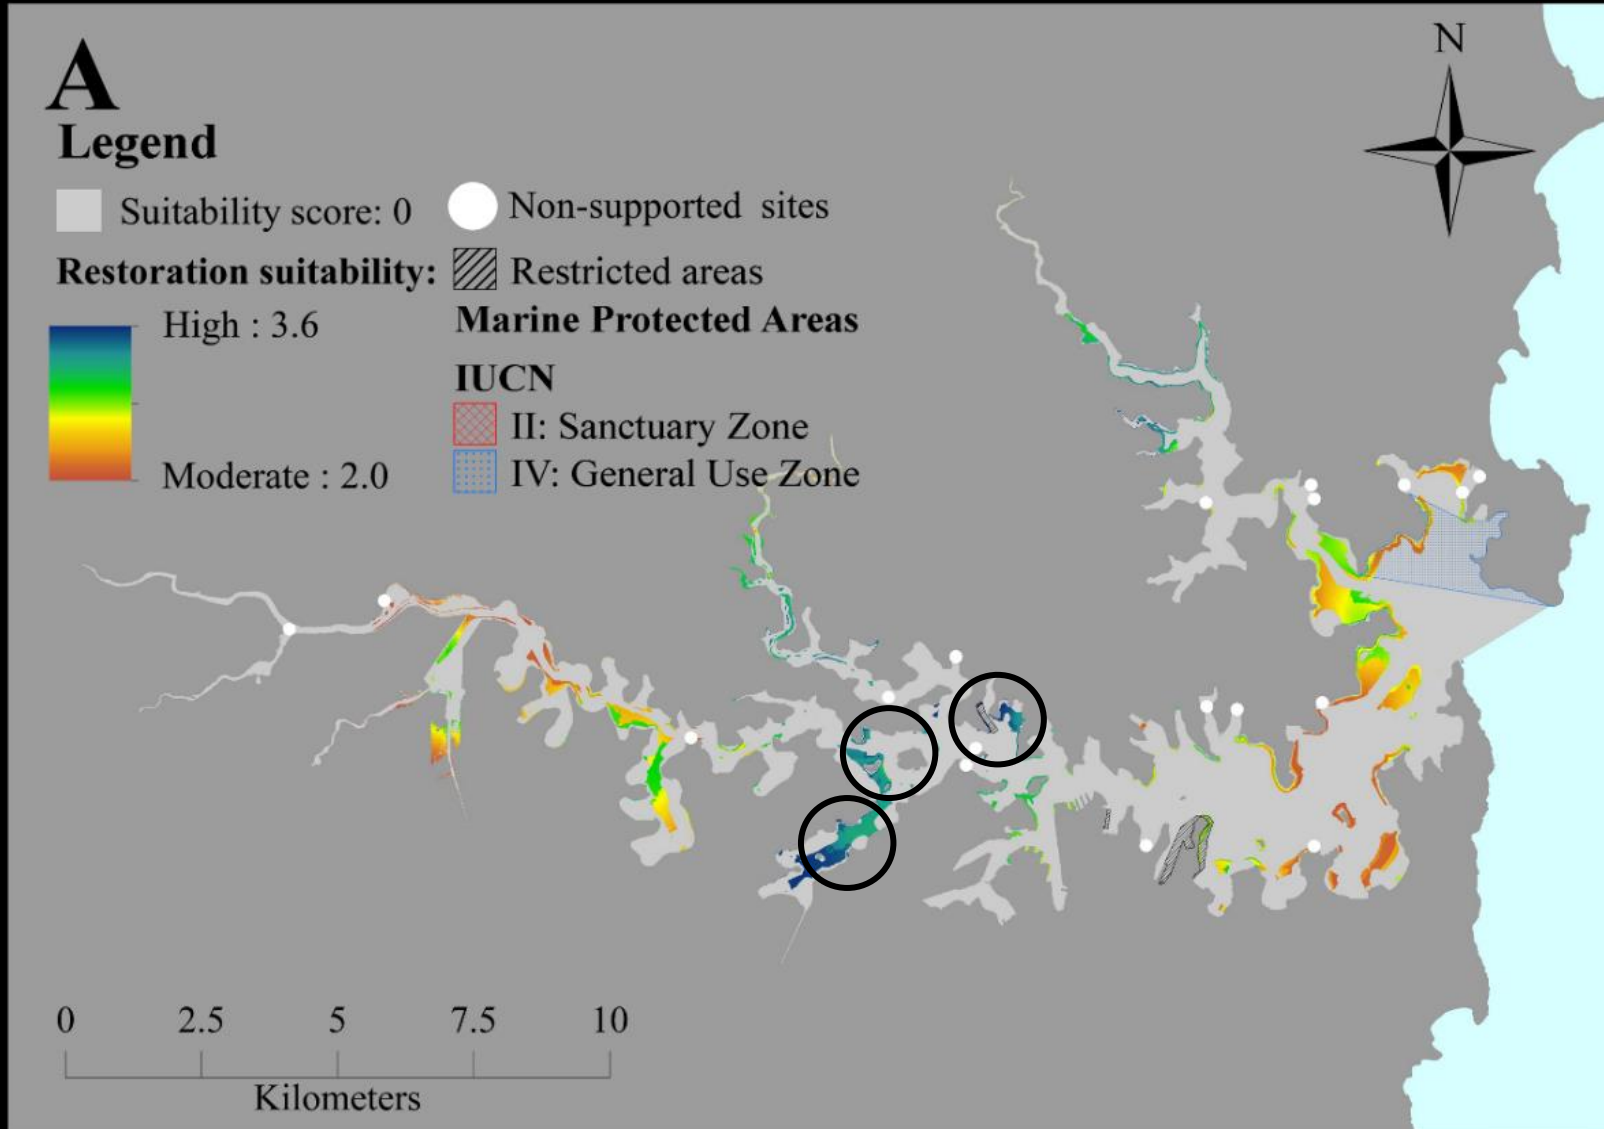 A
N
Legend
Suitability score: 0
Non-supported sites
Restoration suitability:
Restricted areas
High : 3.6
Marine Protected Areas
IUCN
II: Sanctuary Zone
Moderate : 2.0
IV: General Use Zone
0 2.5 5 7.5 10
Kilometers